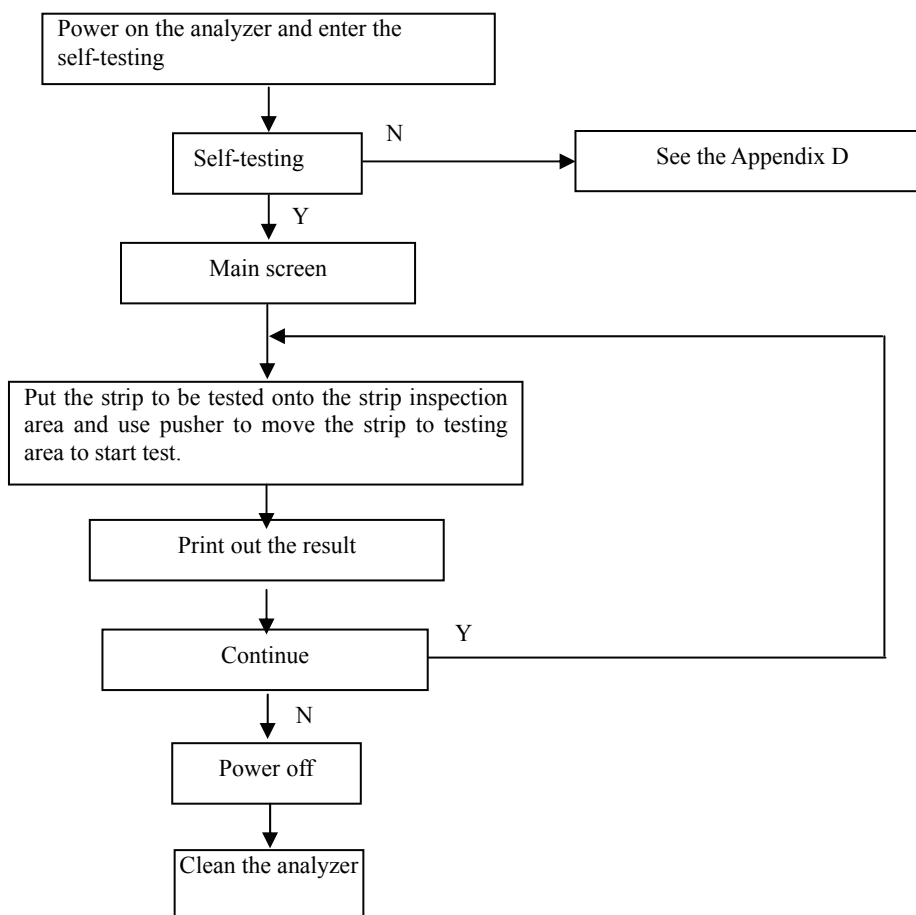 Power on the analyzer and enter the
self-testing
N
Self-testing
See the Appendix D
Y
Main screen
Put the strip to be tested onto the strip inspection
area and use pusher to move the strip to testing
area to start test.
Print out the result
Y
Continue
N
Power off
Clean the analyzer